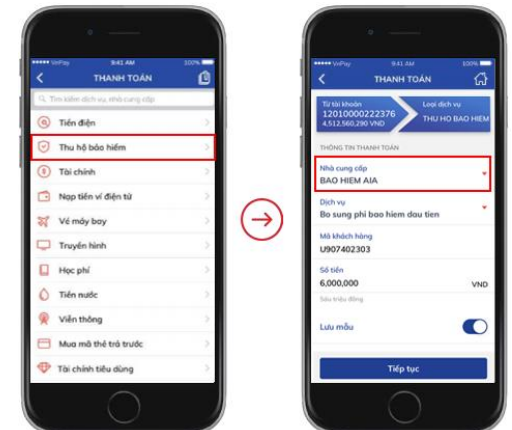 VnPay 9:41 AM 100%
THANH TOÁN
Tìm kiếm dịch vụ, nhà cung cấp
Tiền điện
Thu hộ bảo hiểm
Tài chính
Nạp tiền ví điện tử
Vé máy bay
Truyền hình
Học phí
Tiền nước
Viễn thông
Mua mã thẻ trả trước
Tài chính tiêu dùng
VnPay 9:41 AM 100%
THANH TOÁN
Từ tài khoản
12010000222376
4,512,560,290 VND
Loại dịch vụ
THU HO BAO HIEM
THÔNG TIN THANH TOÁN
Nhà cung cấp
BAO HIEM AIA
Dịch vụ
Bo sung phi bao hiem dau tien
Mã khách hàng
U907402303
Số tiền
6,000,000 VND
Sáu triệu đồng
Lưu mẫu
Tiếp tục